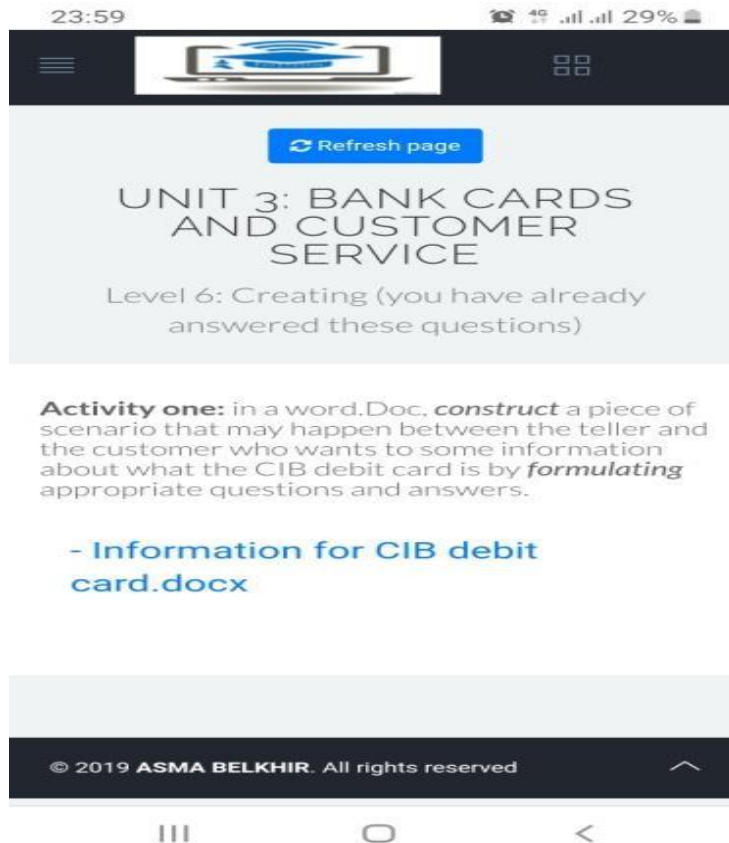 23:59
4G
29%
Refresh page
UNIT 3: BANK CARDS
AND CUSTOMER
SERVICE
Level 6: Creating (you have already
answered these questions)
Activity one: in a word.Doc, construct a piece of
scenario that may happen between the teller and
the customer who wants to some information
about what the CIB debit card is by formulating
appropriate questions and answers.
- Information for CIB debit
card.docx
© 2019 ASMA BELKHIR. All rights reserved